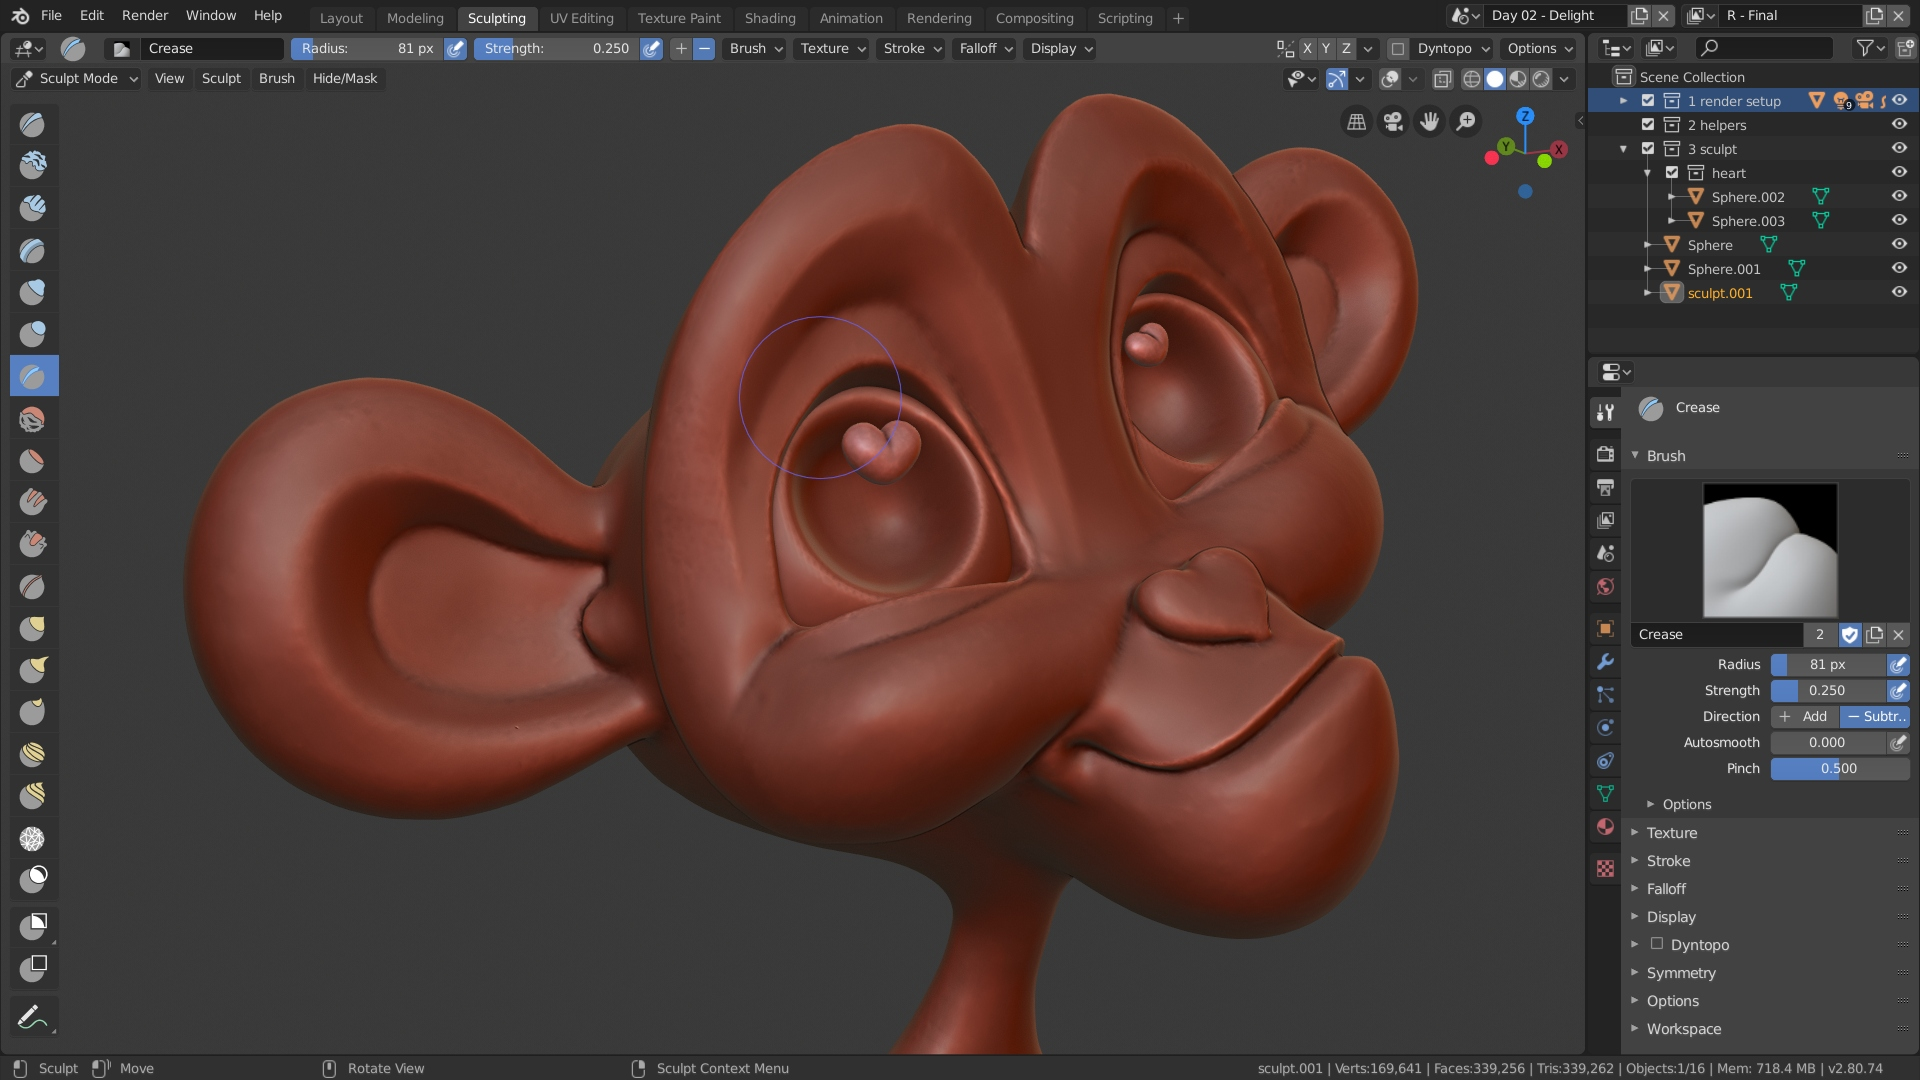 File Edit Render Window Help Layout Modeling Sculpting UV Editing Texture Paint Shading Animation Rendering Compositing Scripting + Day 02 - Delight R - Final
Crease Radius: 81 px Strength: 0.250 Brush Texture Stroke Falloff Display X Y Z Dyntopo Options
Sculpt Mode View Sculpt Brush Hide/Mask
Z
Y
X
Scene Collection
1 render setup 9
2 helpers
3 sculpt
heart
Sphere.002
Sphere.003
Sphere
Sphere.001
sculpt.001
Crease
Brush
Crease 2
Radius 81 px
Strength 0.250
Direction + Add − Subtr..
Autosmooth 0.000
Pinch 0.500
Options
Texture
Stroke
Falloff
Display
Dyntopo
Symmetry
Options
Workspace
Sculpt Move Rotate View Sculpt Context Menu sculpt.001 | Verts:169,641 | Faces:339,256 | Tris:339,262 | Objects:1/16 | Mem: 718.4 MB | v2.80.74